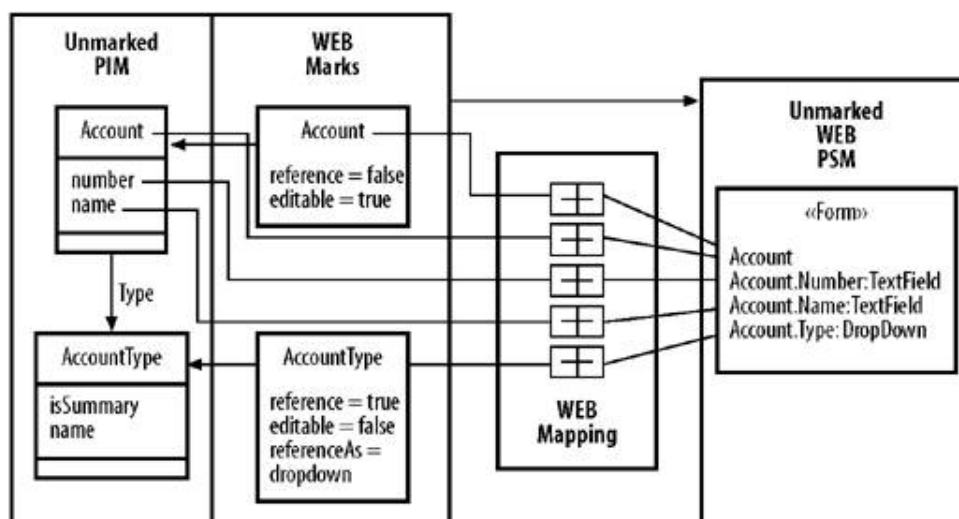 Unmarked
PIM
Account
number
name
Type
AccountType
isSummary
name
WEB
Marks
Account
reference = false
editable = true
AccountType
reference = true
editable = false
referenceAs =
dropdown
WEB
Mapping
Unmarked
WEB
PSM
«Form»
Account
Account.Number:TextField
Account.Name:TextField
Account.Type: DropDown